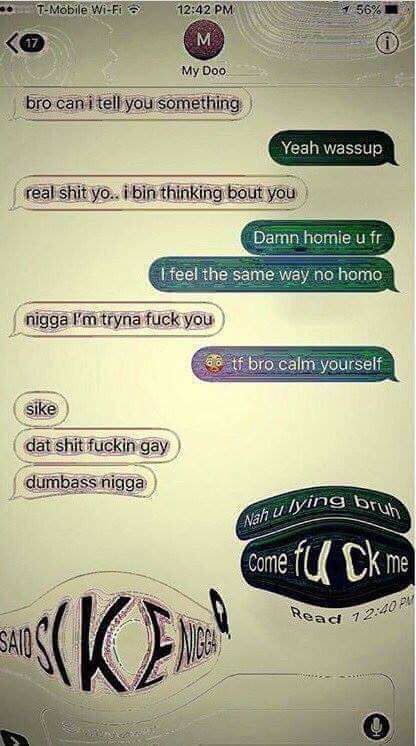 T-Mobile Wi-Fi 12:42 PM 56%
17
M
My Doo
bro can i tell you something
Yeah wassup
real shit yo.. i bin thinking bout you
Damn homie u fr
I feel the same way no homo
nigga I'm tryna fuck you
😳 tf bro calm yourself
sike
dat shit fuckin gay
dumbass nigga
Nah u lying bruh
Come fuCk me
Read 12:40 PM
SAID SIKE NIGGA